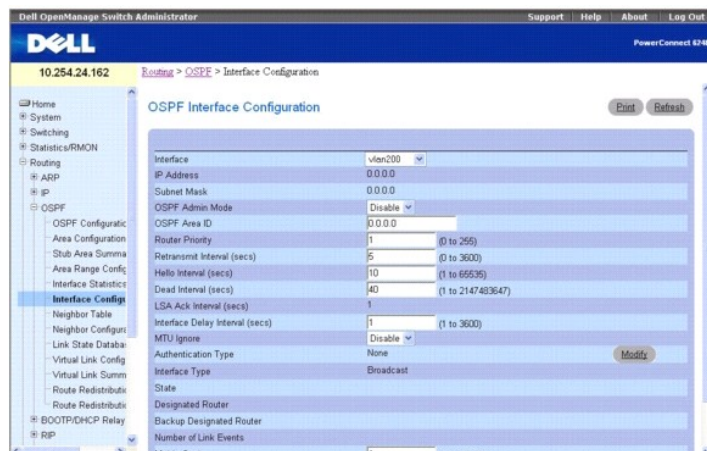 Dell OpenManage Switch Administrator
Support Help About Log Out
DELL
PowerConnect
10.254.24.162
Routing > OSPF > Interface Configuration
Home
System
Switching
Statistics/RMON
Routing
ARP
IP
OSPF
OSPF Configuratic
Area Configuration
Stub Area Summa
Area Range Config
Interface Statistics
Interface Configu
Neighbor Table
Neighbor Configura
Link State Databa
Virtual Link Config
Virtual Link Summ
Route Redistributic
Route Redistributic
BOOTP/DHCP Relay
RIP
OSPF Interface Configuration
Print Refresh
Interface vlan200
IP Address 0.0.0.0
Subnet Mask 0.0.0.0
OSPF Admin Mode Disable
OSPF Area ID 0.0.0.0
Router Priority 1 (0 to 255)
Retransmit Interval (secs) 5 (0 to 3600)
Hello Interval (secs) 10 (1 to 65535)
Dead Interval (secs) 40 (1 to 2147483647)
LSA Ack Interval (secs) 1
Interface Delay Interval (secs) 1 (1 to 3600)
MTU Ignore Disable
Authentication Type None Modify
Interface Type Broadcast
State
Designated Router
Backup Designated Router
Number of Link Events